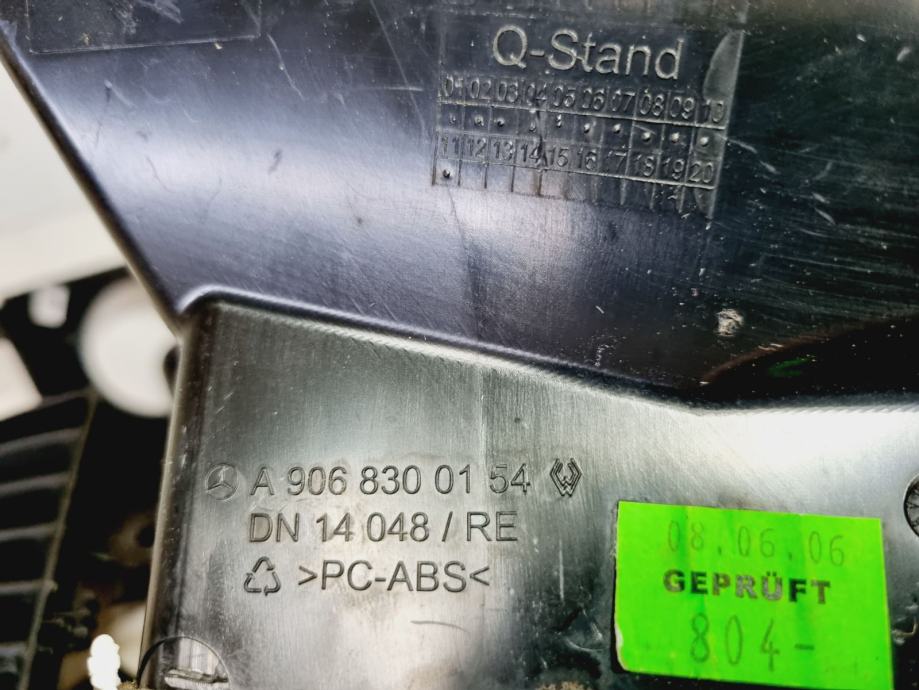 Q-Stand
01 02 03 04 05 06 07 08 09 10
11 12 13 14 15 16 17 18 19 20
A 906 830 01 54
DN 14 048 / RE
>PC-ABS<
08.06.06
GEPRÜFT
804-